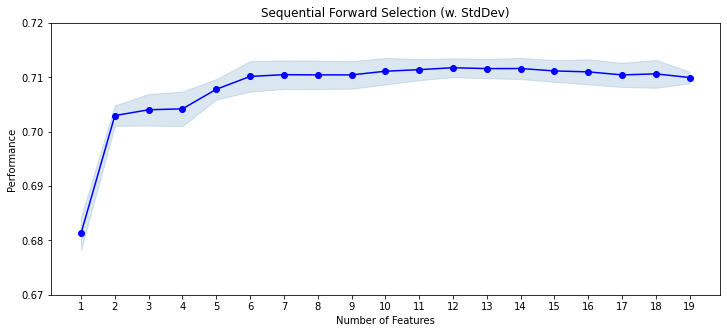 Sequential Forward Selection (w. StdDev)
0.72
0.71
0.70
0.69
0.68
0.67
Performance
1 2 3 4 5 6 7 8 9 10 11 12 13 14 15 16 17 18 19
Number of Features